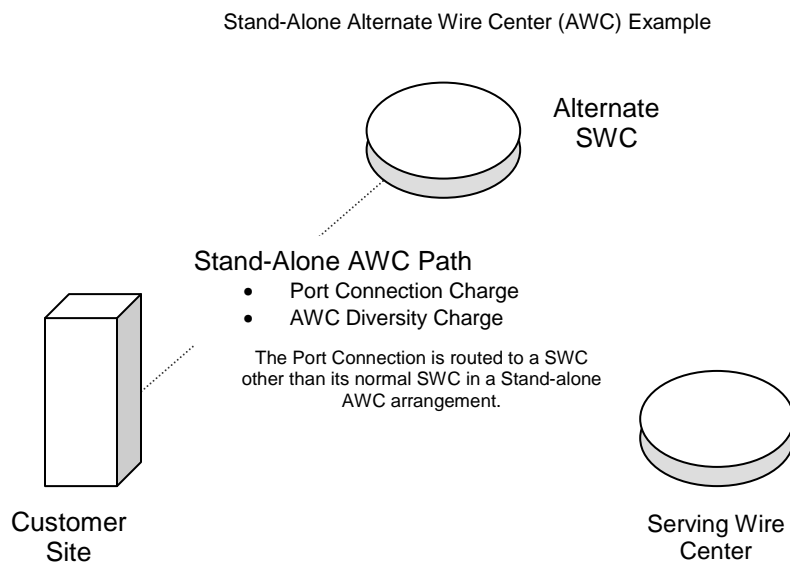 Stand-Alone Alternate Wire Center (AWC) Example
Alternate
SWC
Stand-Alone AWC Path
• Port Connection Charge
• AWC Diversity Charge
The Port Connection is routed to a SWC
other than its normal SWC in a Stand-alone
AWC arrangement.
Customer
Site
Serving Wire
Center